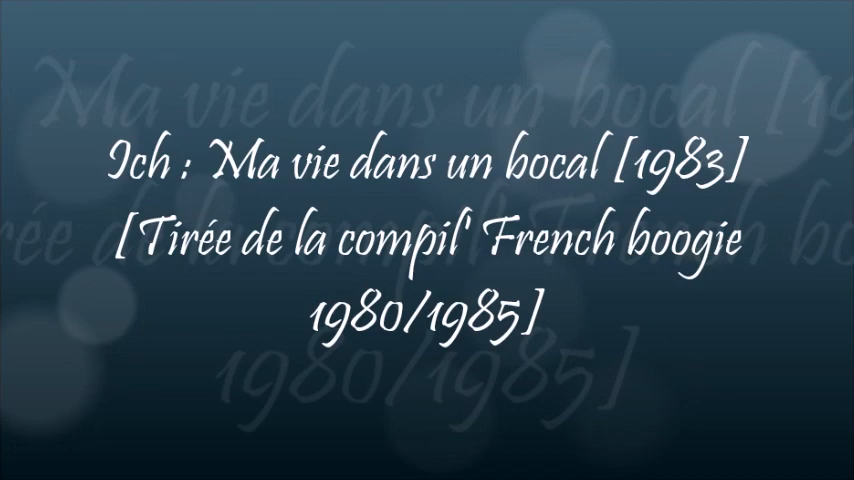 Ich : Ma vie dans un bocal [1983]
[Tirée de la compil' French boogie
1980/1985]